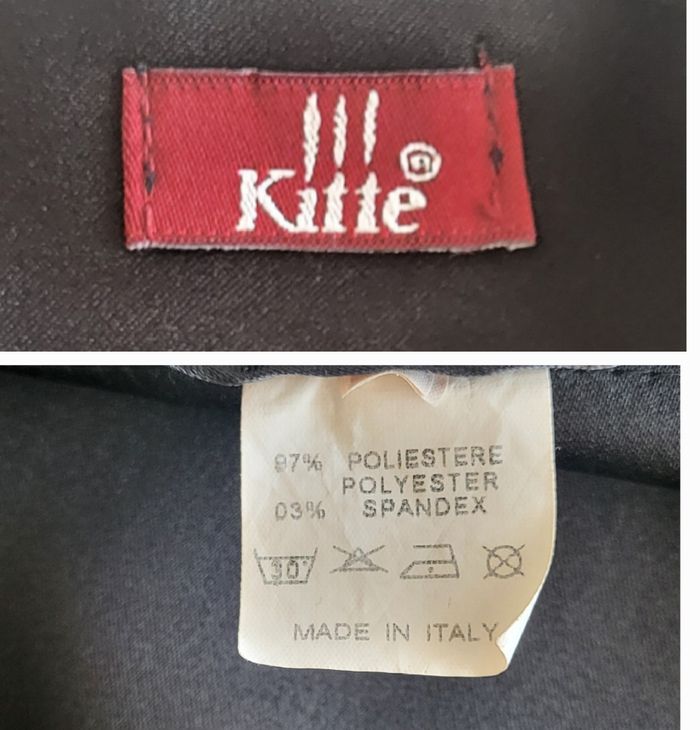 Kitte
97% POLIESTERE
POLYESTER
03% SPANDEX
30°
MADE IN ITALY